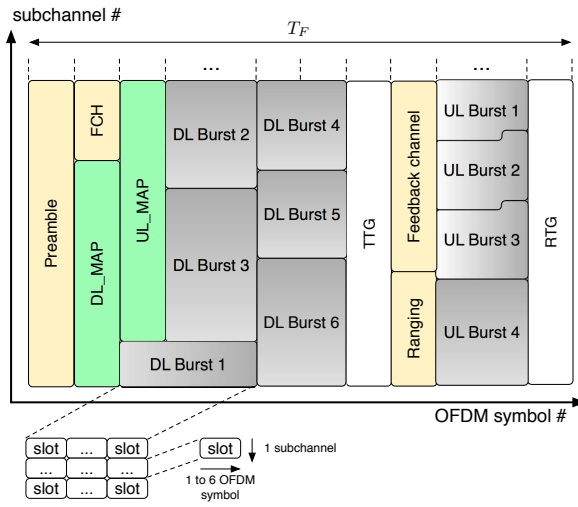 subchannel #
T_F
...
...
Preamble
FCH
DL_MAP
UL_MAP
DL Burst 2
DL Burst 3
DL Burst 1
DL Burst 4
DL Burst 5
DL Burst 6
TTG
Feedback channel
Ranging
UL Burst 1
UL Burst 2
UL Burst 3
UL Burst 4
RTG
OFDM symbol #
slot ... slot
... ... ...
slot ... slot
slot
1 subchannel
1 to 6 OFDM
symbol